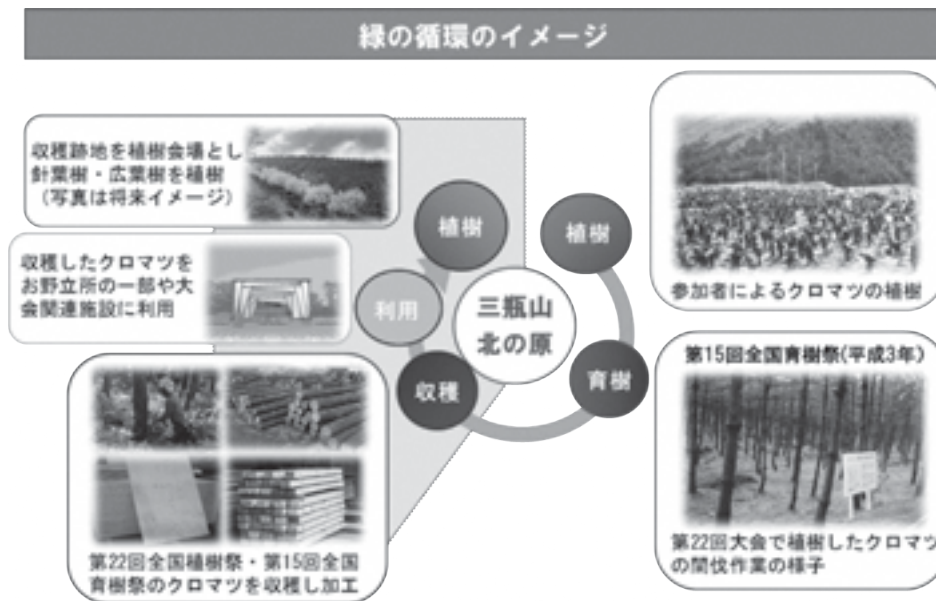 緑の循環のイメージ
収穫跡地を植樹会場とし
針葉樹・広葉樹を植樹
(写真は将来イメージ)
収穫したクロマツを
お野立所の一部や大
会関連施設に利用
第22回全国植樹祭・第15回全国
育樹祭のクロマツを収穫し加工
植樹
利用
収穫
三瓶山
北の原
植樹
育樹
参加者によるクロマツの植樹
第15回全国育樹祭(平成3年)
第22回大会で植樹したクロマツ
の間伐作業の様子